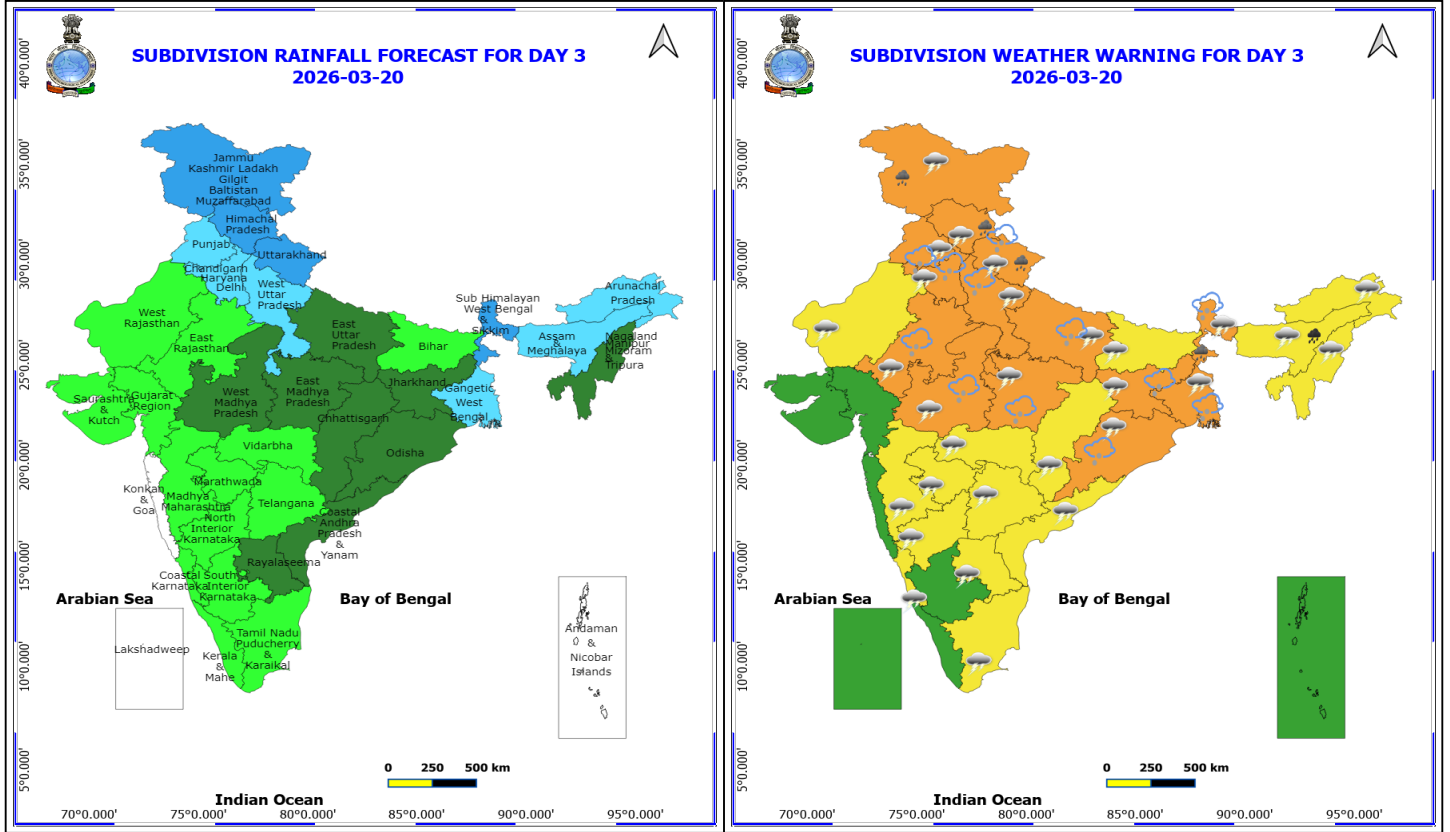 SUBDIVISION RAINFALL FORECAST FOR DAY 3
2026-03-20
40°0.000'
35°0.000'
30°0.000'
25°0.000'
20°0.000'
15°0.000'
10°0.000'
5°0.000'
Jammu
Kashmir Ladakh
Gilgit
Baltistan
Muzaffarabad
Himachal
Pradesh
Punjab
Uttarakhand
Chandigarh
Haryana
Delhi
West
Uttar
Pradesh
Arunachal
Pradesh
Sub Himalayan
West Bengal
&
Sikkim
West
Rajasthan
East
Rajasthan
East
Uttar
Pradesh
Bihar
Assam
&
Meghalaya
Nagaland
Manipur
Mizoram
&
Tripura
Saurashtra
&
Kutch
Gujarat
Region
West
Madhya
Pradesh
East
Madhya
Pradesh
Jharkhand
Gangetic
West
Bengal
Chhattisgarh
Vidarbha
Odisha
Konkan
&
Goa
Marathwada
Madhya
Maharashtra
Telangana
North
Interior
Karnataka
Coastal
Andhra
Pradesh
&
Yanam
Rayalaseema
Coastal
Karnataka
South
Interior
Karnataka
Arabian Sea
Bay of Bengal
Tamil Nadu
Puducherry
&
Karaikal
Lakshadweep
Kerala
&
Mahe
Andaman
&
Nicobar
Islands
0 250 500 km
Indian Ocean
70°0.000' 75°0.000' 80°0.000' 85°0.000' 90°0.000' 95°0.000'
SUBDIVISION WEATHER WARNING FOR DAY 3
2026-03-20
40°0.000'
35°0.000'
30°0.000'
25°0.000'
20°0.000'
15°0.000'
10°0.000'
5°0.000'
Arabian Sea
Bay of Bengal
0 250 500 km
Indian Ocean
70°0.000' 75°0.000' 80°0.000' 85°0.000' 90°0.000' 95°0.000'